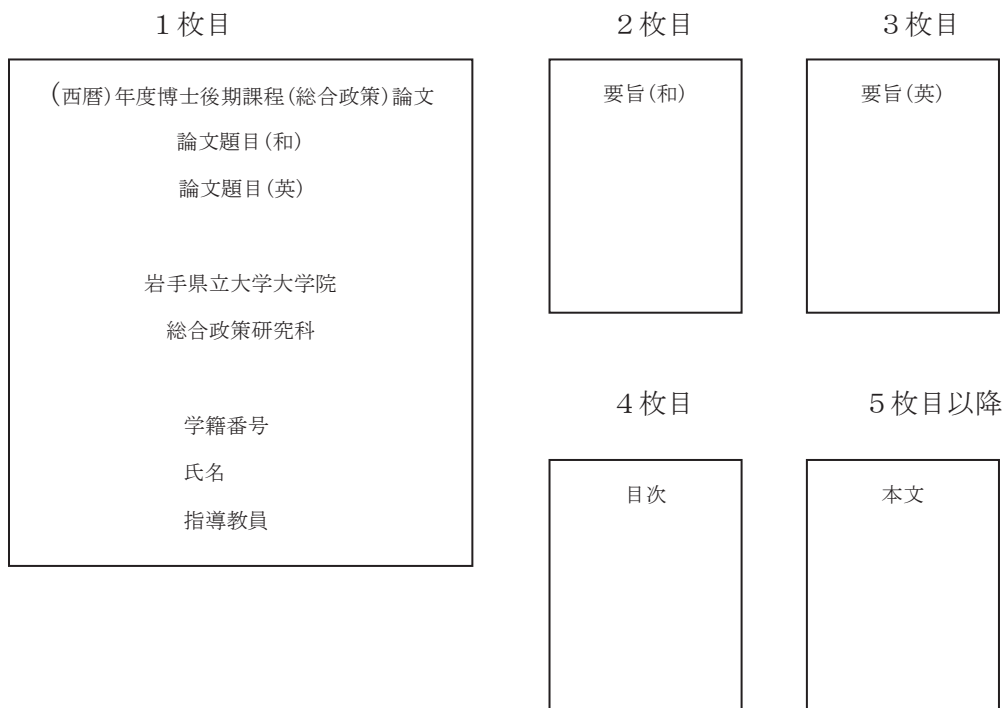 １枚目
(西暦)年度博士後期課程(総合政策)論文
論文題目(和)
論文題目(英)
岩手県立大学大学院
総合政策研究科
学籍番号
氏名
指導教員
２枚目
要旨(和)
３枚目
要旨(英)
４枚目
目次
５枚目以降
本文